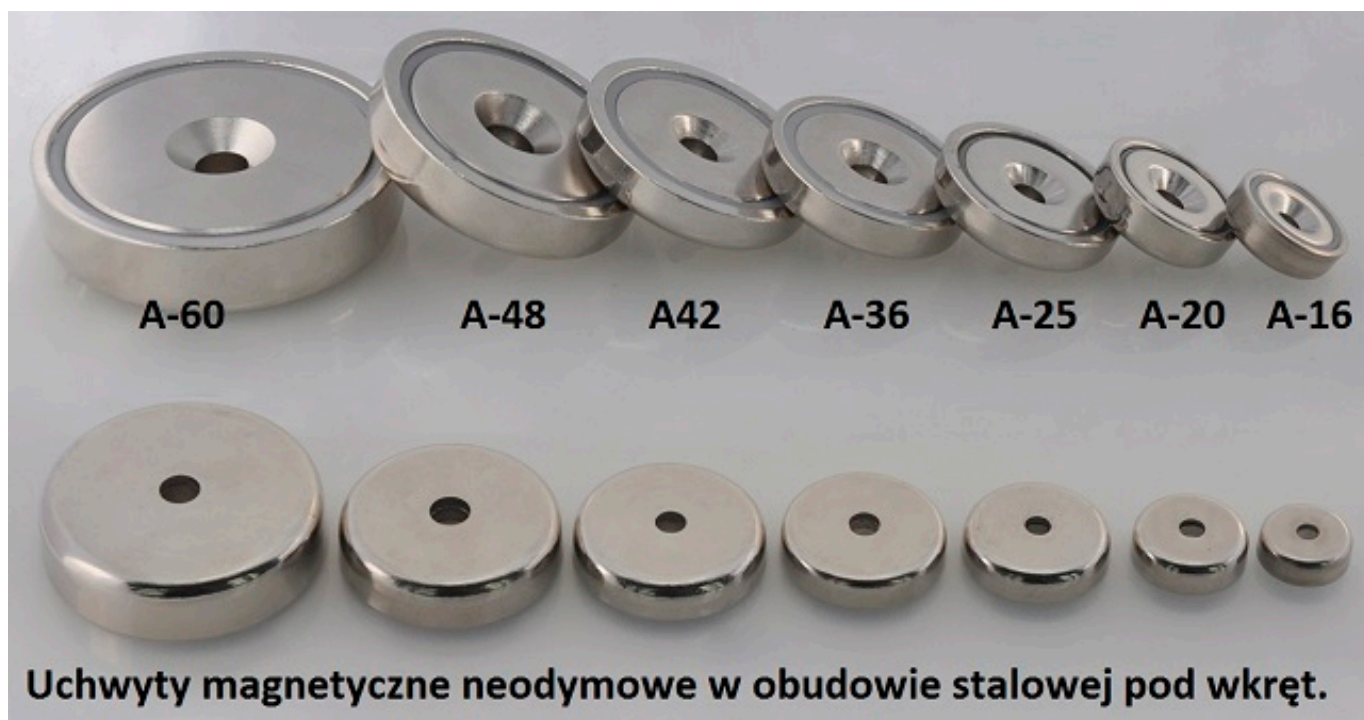 A-60 A-48 A42 A-36 A-25 A-20 A-16
Uchwyty magnetyczne neodymowe w obudowie stalowej pod wkręt.